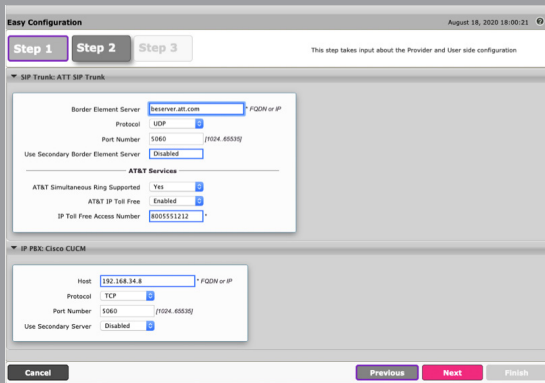 Easy Configuration August 18, 2020 18:00:21
Step 1 Step 2 Step 3 This step takes input about the Provider and User side configuration
SIP Trunk: ATT SIP Trunk
Border Element Server beserver.att.com * FQDN or IP
Protocol UDP
Port Number 5060 [1024..65535]
Use Secondary Border Element Server Disabled
AT&T Services
AT&T Simultaneous Ring Supported Yes
AT&T IP Toll Free Enabled
IP Toll Free Access Number 8005551212 *
IP PBX: Cisco CUCM
Host 192.168.34.8 * FQDN or IP
Protocol TCP
Port Number 5060 [1024..65535]
Use Secondary Server Disabled
Cancel Previous Next Finish